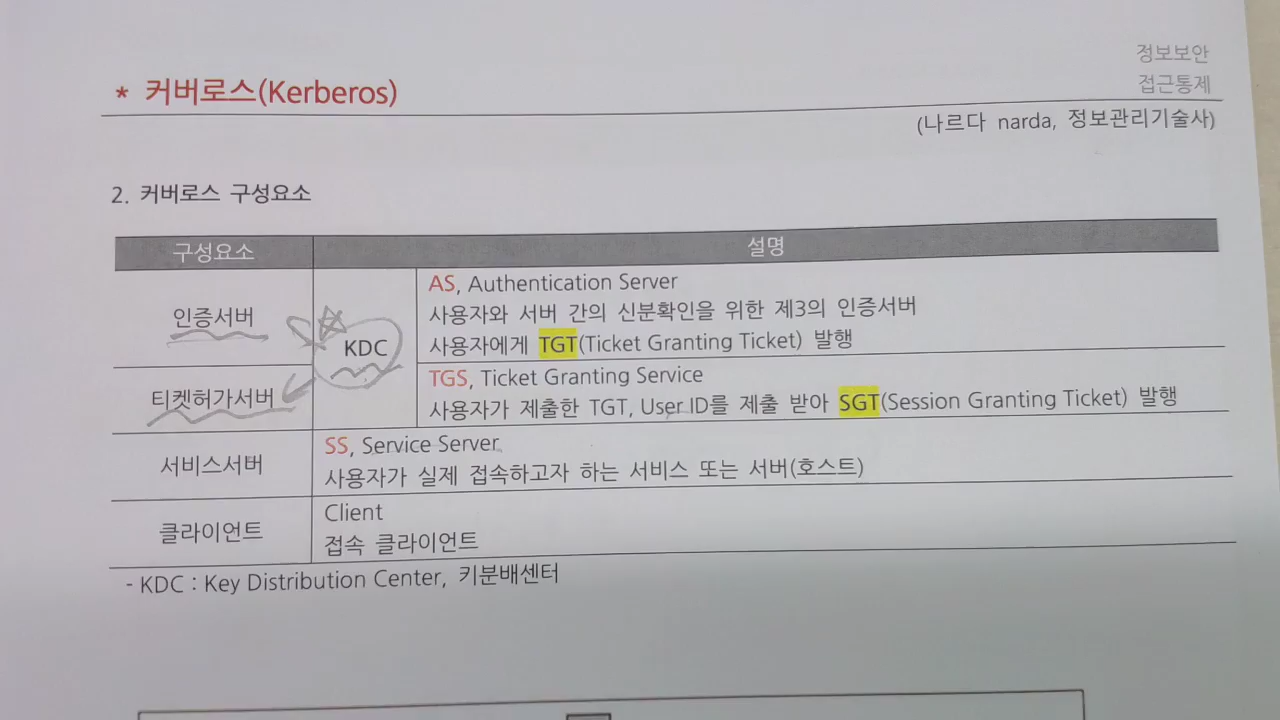 정보보안
접근통제
* 커버로스(Kerberos)
(나르다 narda, 정보관리기술사)
2. 커버로스 구성요소
구성요소 설명
인증서버
KDC
AS, Authentication Server
사용자와 서버 간의 신분확인을 위한 제3의 인증서버
사용자에게 TGT(Ticket Granting Ticket) 발행
티켓허가서버
TGS, Ticket Granting Service
사용자가 제출한 TGT, User ID를 제출 받아 SGT(Session Granting Ticket) 발행
서비스서버
SS, Service Server
사용자가 실제 접속하고자 하는 서비스 또는 서버(호스트)
클라이언트
Client
접속 클라이언트
- KDC : Key Distribution Center, 키분배센터